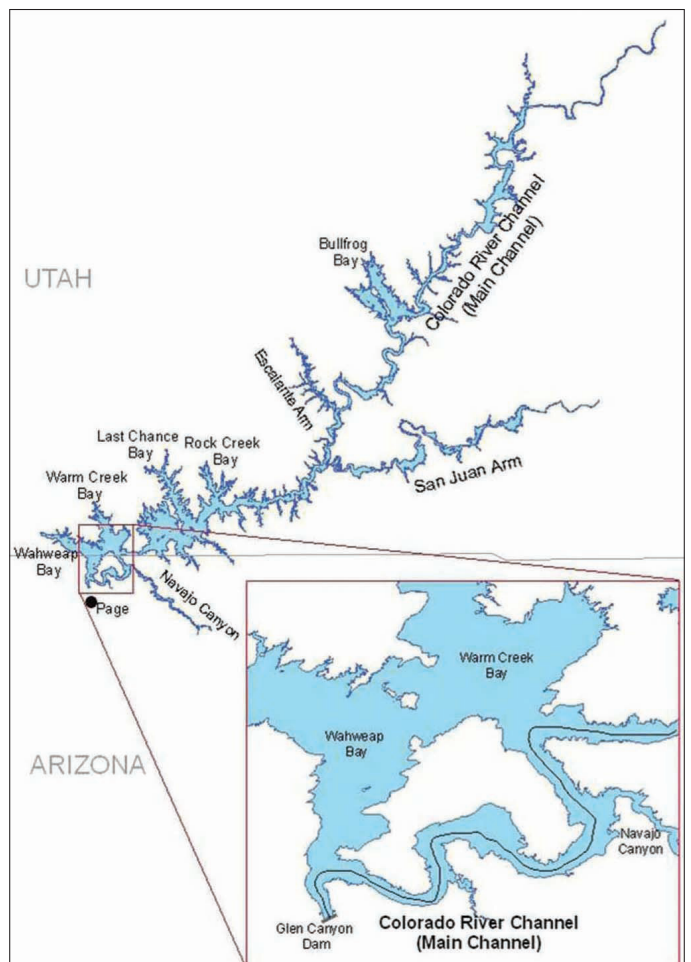 UTAH
Bullfrog
Bay
Colorado River Channel
(Main Channel)
Escalante Arm
Last Chance
Bay
Rock Creek
Bay
Warm Creek
Bay
San Juan Arm
Wahweap
Bay
Navajo Canyon
Page
ARIZONA
Warm Creek
Bay
Wahweap
Bay
Navajo
Canyon
Glen Canyon
Dam
Colorado River Channel
(Main Channel)